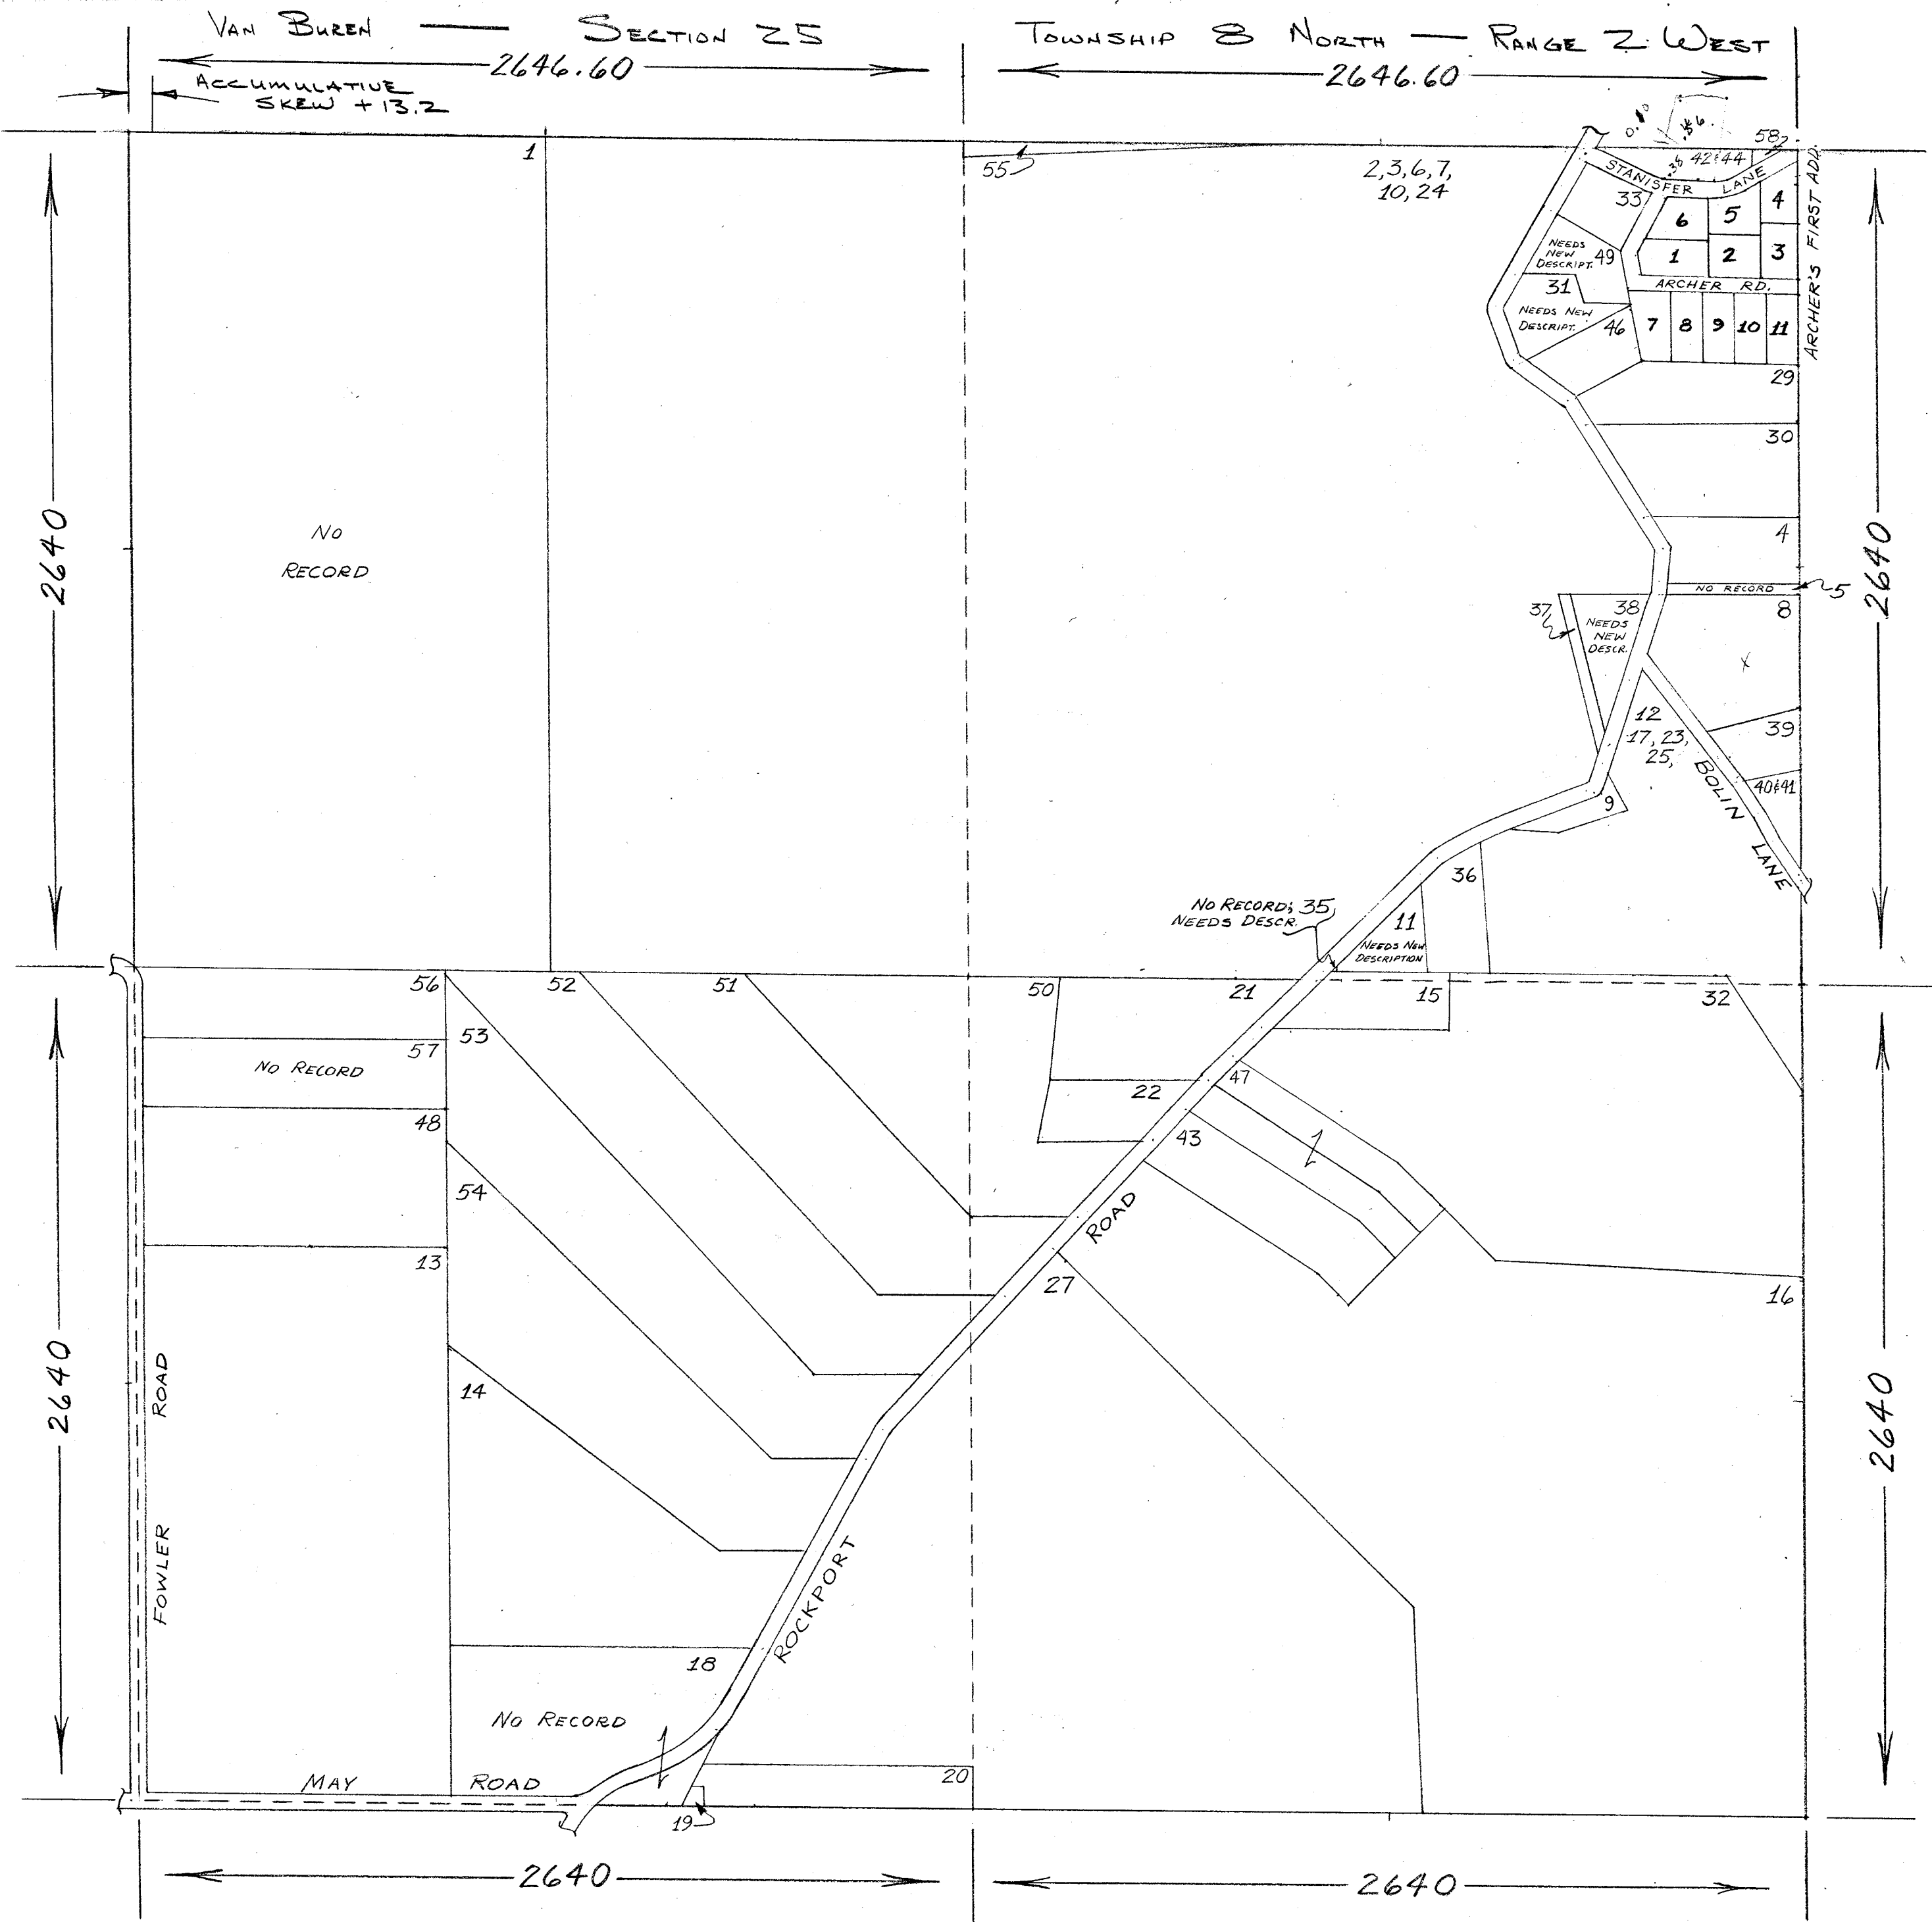 VAN BUREN — SECTION 25 TOWNSHIP 8 NORTH — RANGE 2 WEST
2646.60
2646.60
ACCUMULATIVE
SKEW +13.2
1
55
2,3,6,7,
10,24
58
42&44
.36
STANISFER LANE
ARCHER'S FIRST ADD.
33
6
5
4
1
2
3
NEEDS
NEW
DESCRIPT.
49
ARCHER RD.
31
NEEDS NEW
DESCRIPT.
46
7
8
9
10
11
29
30
4
NO RECORD
5
8
2640
2640
NO
RECORD
37
38
NEEDS
NEW
DESCR.
12
17, 23,
25,
39
40&41
BOLIN LANE
9
36
NO RECORD; 35,
NEEDS DESCR.
11
NEEDS NEW
DESCRIPTION
56
52
51
50
21
15
32
53
57
NO RECORD
48
22
47
43
54
13
ROAD
27
16
14
2640
2640
FOWLER ROAD
ROCKPORT
18
NO RECORD
20
MAY ROAD
19
2640
2640